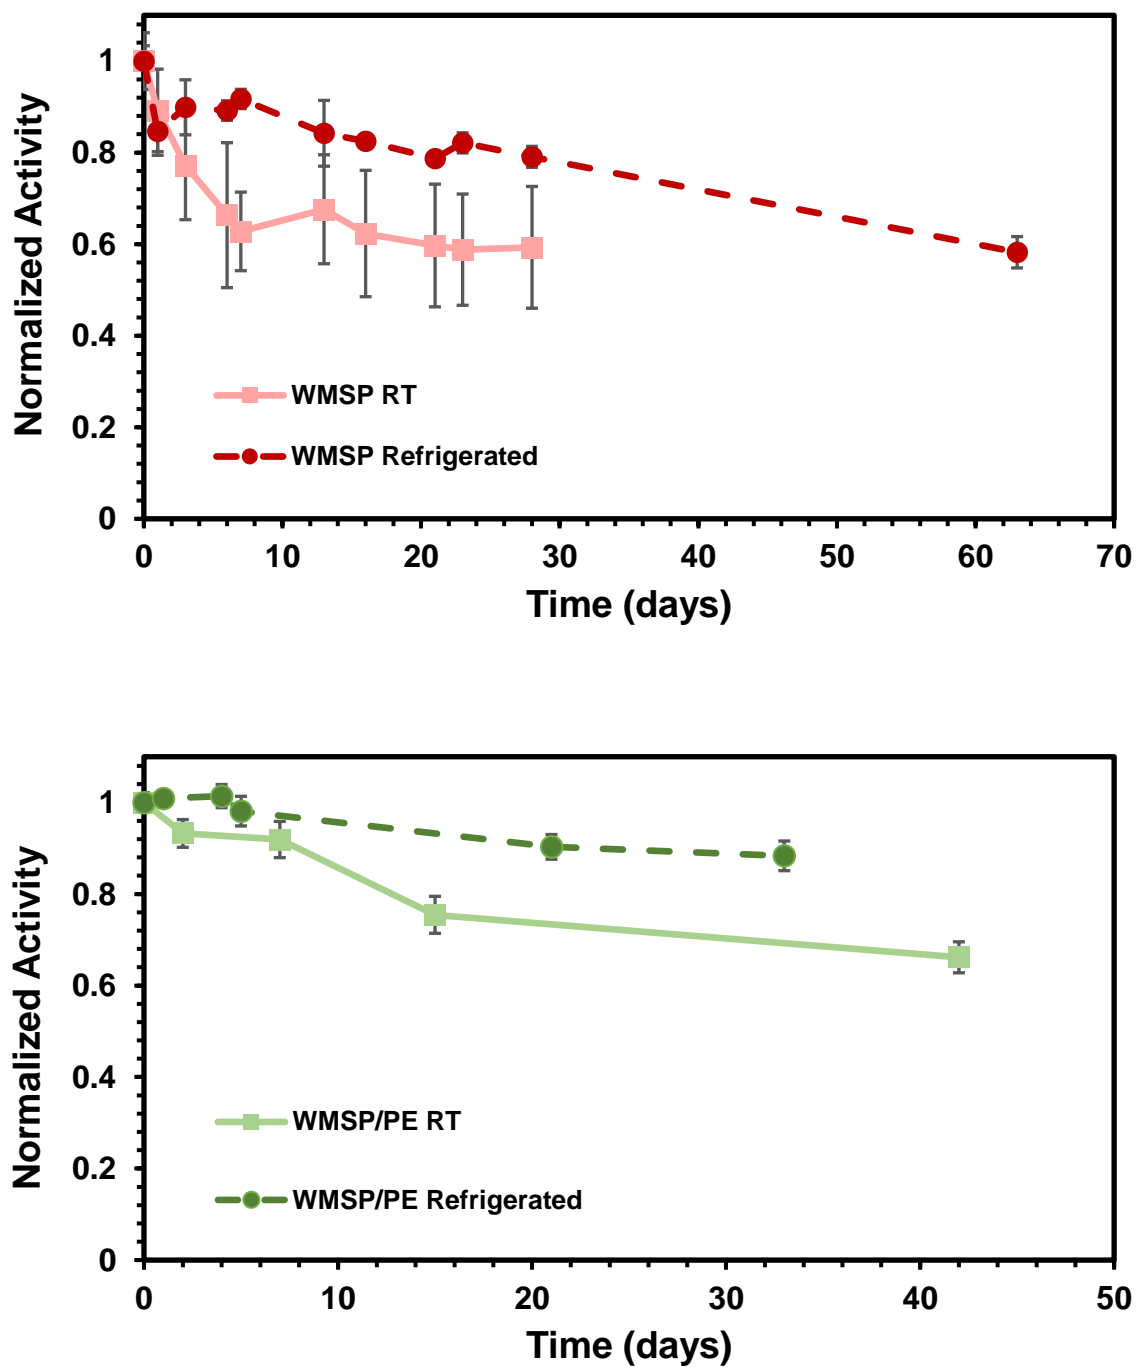 Normalized Activity
1
0.8
0.6
0.4
0.2
0
WMSP RT
WMSP Refrigerated
0 10 20 30 40 50 60 70
Time (days)
Normalized Activity
1
0.8
0.6
0.4
0.2
0
WMSP/PE RT
WMSP/PE Refrigerated
0 10 20 30 40 50
Time (days)